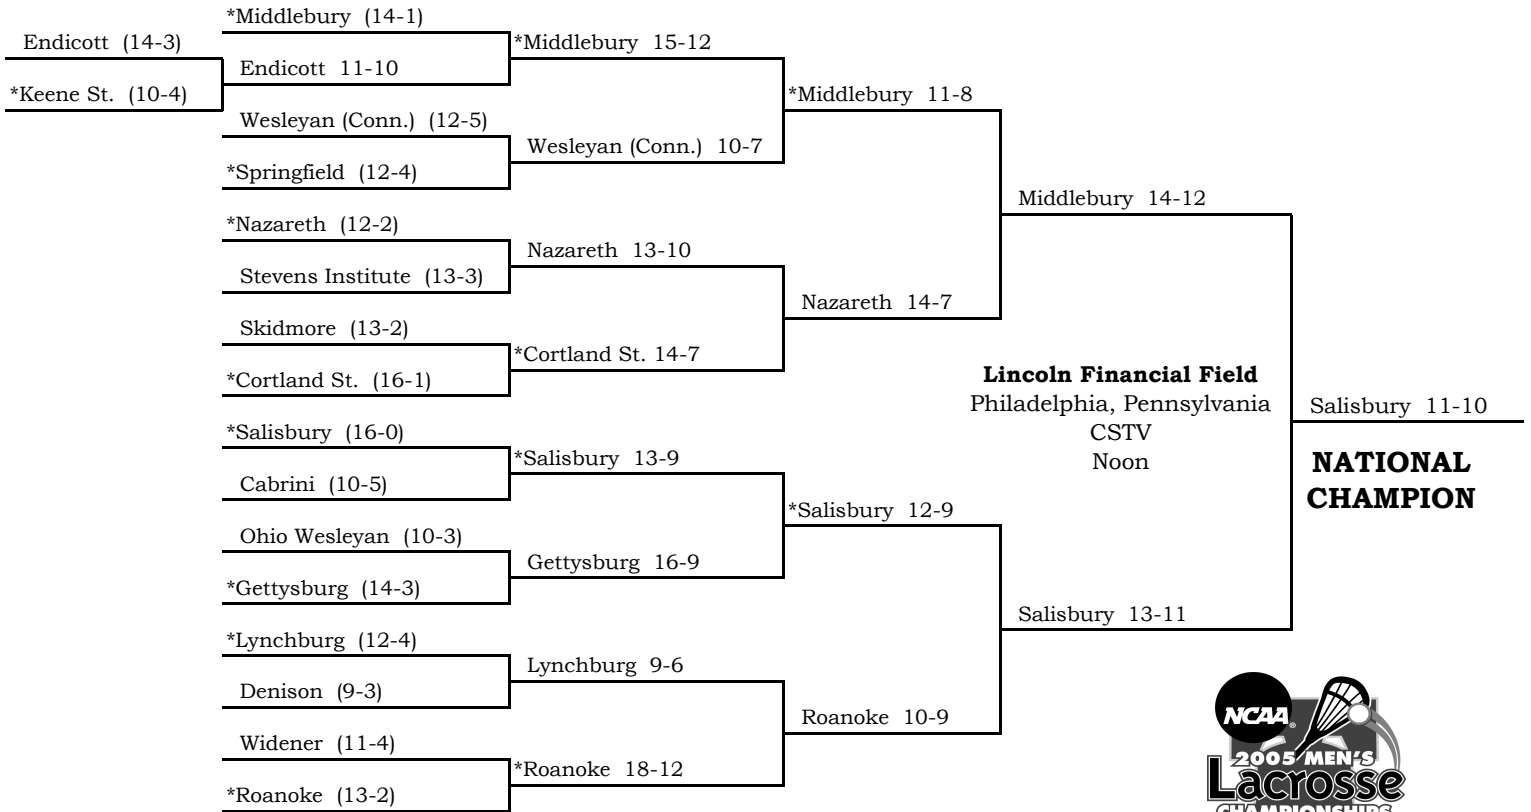 Endicott (14-3)
*Keene St. (10-4)
*Middlebury (14-1)
Endicott 11-10
Wesleyan (Conn.) (12-5)
*Springfield (12-4)
*Nazareth (12-2)
Stevens Institute (13-3)
Skidmore (13-2)
*Cortland St. (16-1)
*Salisbury (16-0)
Cabrini (10-5)
Ohio Wesleyan (10-3)
*Gettysburg (14-3)
*Lynchburg (12-4)
Denison (9-3)
Widener (11-4)
*Roanoke (13-2)
*Middlebury 15-12
Wesleyan (Conn.) 10-7
Nazareth 13-10
*Cortland St. 14-7
*Salisbury 13-9
Gettysburg 16-9
Lynchburg 9-6
*Roanoke 18-12
*Middlebury 11-8
Nazareth 14-7
*Salisbury 12-9
Roanoke 10-9
Middlebury 14-12
Salisbury 13-11
Lincoln Financial Field
Philadelphia, Pennsylvania
CSTV
Noon
Salisbury 11-10
NATIONAL
CHAMPION
NCAA®
2005 MEN'S
Lacrosse
CHAMPIONSHIPS